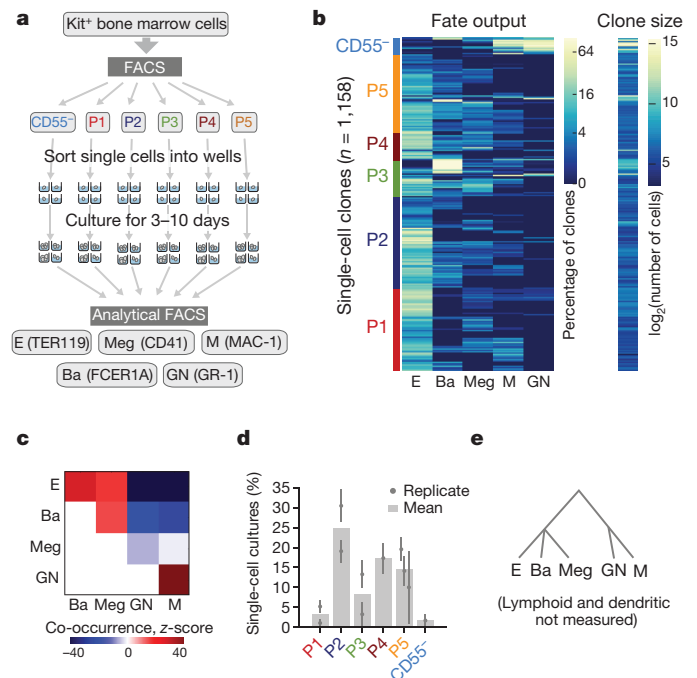 a
Kit+ bone marrow cells
FACS
CD55− P1 P2 P3 P4 P5
Sort single cells into wells
Culture for 3–10 days
Analytical FACS
E (TER119) Meg (CD41) M (MAC-1)
Ba (FCER1A) GN (GR-1)
b
Fate output
Clone size
Single-cell clones (n = 1,158)
CD55−
P5
P4
P3
P2
P1
E Ba Meg M GN
64
16
4
0
Percentage of clones
15
10
5
log2(number of cells)
c
E
Ba
Meg
GN
Ba Meg GN M
Co-occurrence, z-score
−40 0 40
d
Single-cell cultures (%)
35
30
25
20
15
10
5
0
Replicate
Mean
P1 P2 P3 P4 P5 CD55−
e
E Ba Meg GN M
(Lymphoid and dendritic
not measured)